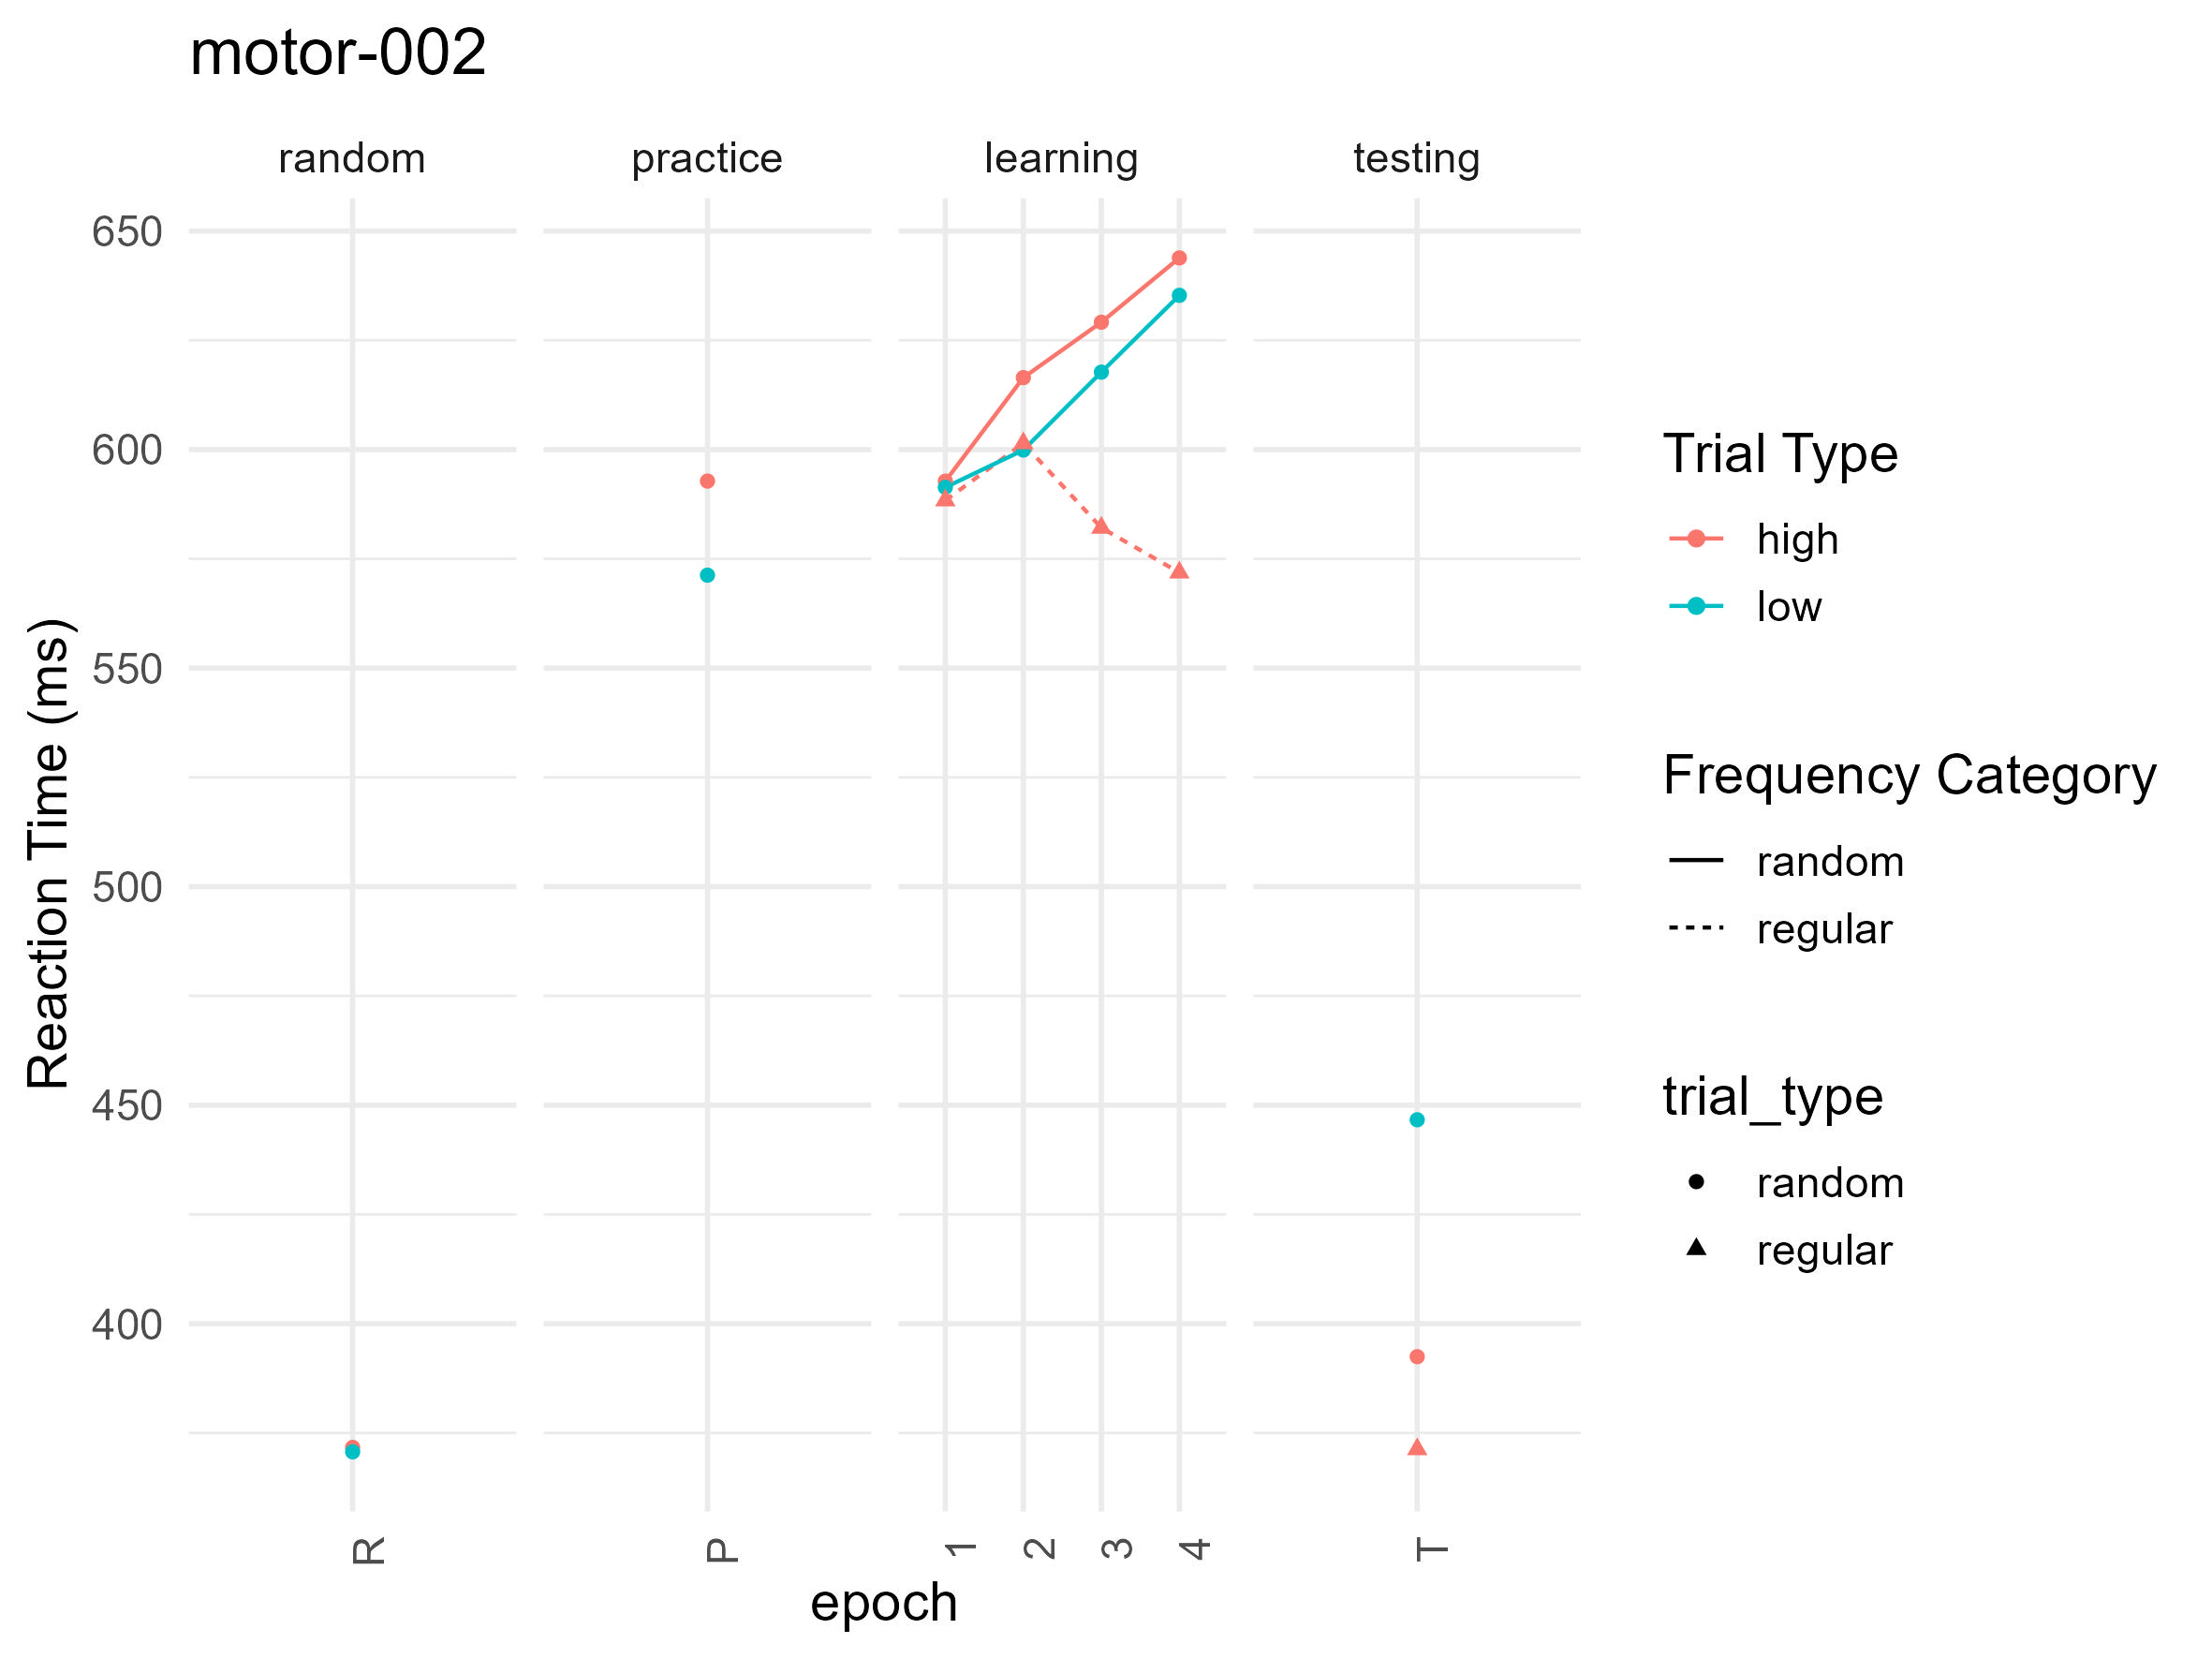 motor-002
random practice learning testing
650
600
550
500
450
400
Reaction Time (ms)
R P 1 2 3 4 T
epoch
Trial Type
high
low
Frequency Category
random
regular
trial_type
random
regular